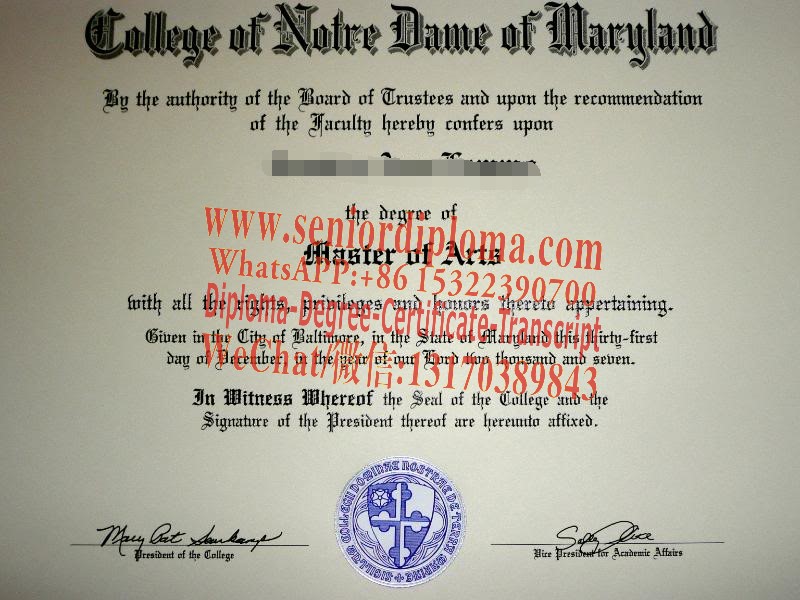 College of Notre Dame of Maryland
By the authority of the Board of Trustees and upon the recommendation
of the Faculty hereby confers upon
the degree of
www.seniordiploma.com
Master of Arts
WhatsAPP:+86 15322390700
with all the rights, privileges and honors thereto appertaining.
Diploma-Degree-Certificate-Transcript
Given in the City of Baltimore, in the State of Maryland this thirty-first
day of December, in the year of our Lord two thousand and seven.
WeChat/微信:13170389843
In Witness Whereof the Seal of the College and the
Signature of the President thereof are hereunto affixed.
President of the College
Vice President for Academic Affairs